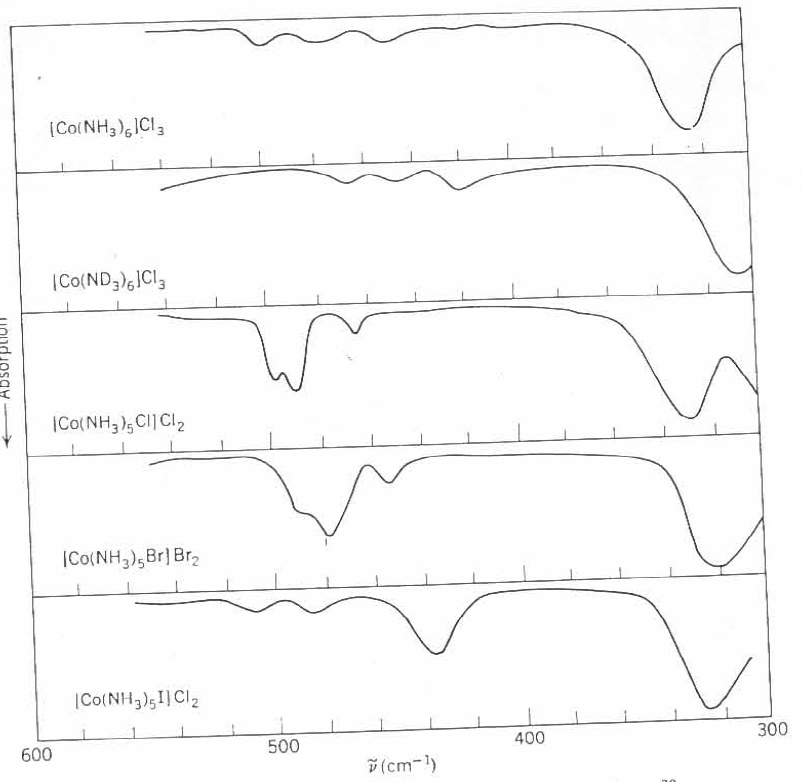 [Co(NH₃)₆]Cl₃
[Co(ND₃)₆]Cl₃
[Co(NH₃)₅Cl]Cl₂
[Co(NH₃)₅Br]Br₂
[Co(NH₃)₅I]Cl₂
Absorption
600 500 400 300
ṽ(cm⁻¹)